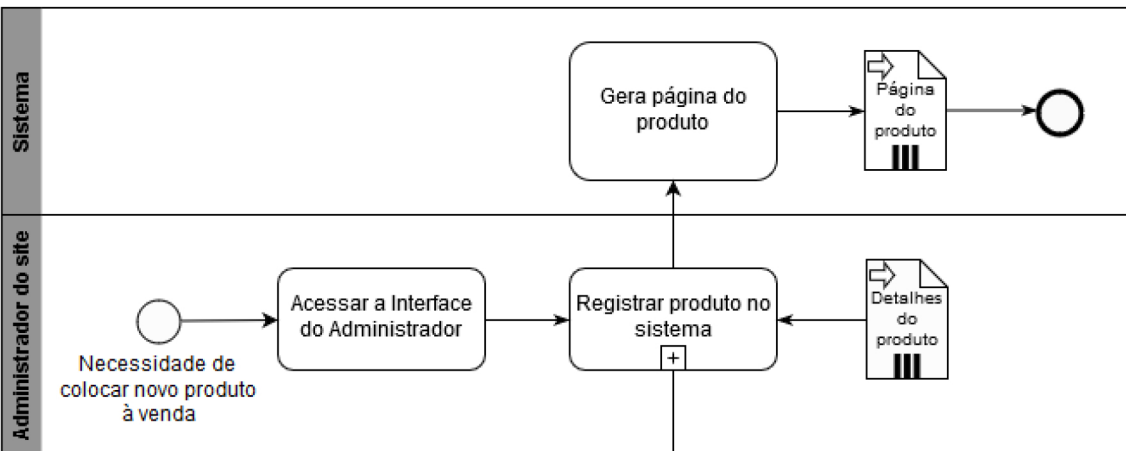 Sistema
Gera página do
produto
Página
do
produto
Administrador do site
Necessidade de
colocar novo produto
à venda
Acessar a Interface
do Administrador
Registrar produto no
sistema
+
Detalhes
do
produto